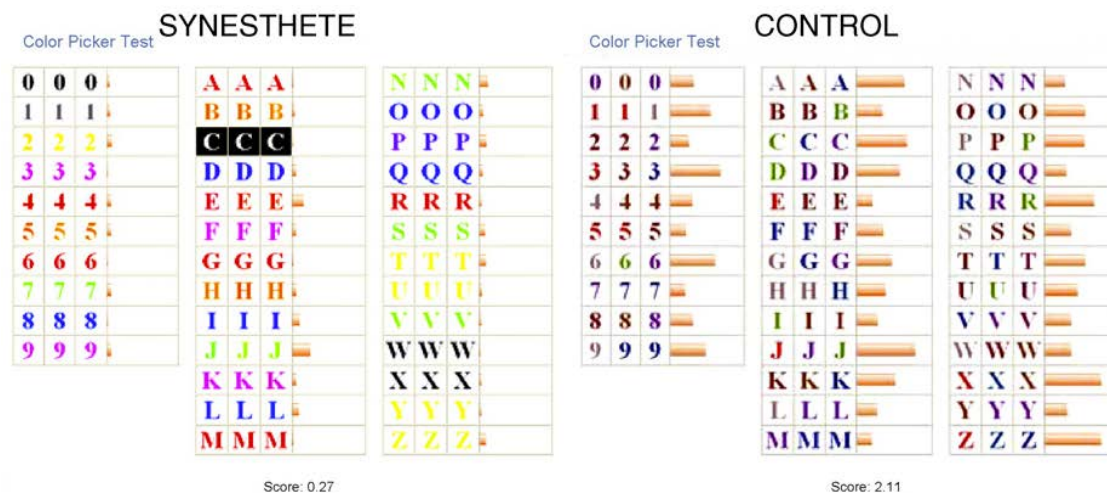 SYNESTHETE
Color Picker Test
0 0 0 A A A N N N
1 1 1 B B B O O O
2 2 2 C C C P P P
3 3 3 D D D Q Q Q
4 4 4 E E E R R R
5 5 5 F F F S S S
6 6 6 G G G T T T
7 7 7 H H H U U U
8 8 8 I I I V V V
9 9 9 J J J W W W
K K K X X X
L L L Y Y Y
M M M Z Z Z
Score: 0.27
CONTROL
Color Picker Test
0 0 0 A A A N N N
1 1 1 B B B O O O
2 2 2 C C C P P P
3 3 3 D D D Q Q Q
4 4 4 E E E R R R
5 5 5 F F F S S S
6 6 6 G G G T T T
7 7 7 H H H U U U
8 8 8 I I I V V V
9 9 9 J J J W W W
K K K X X X
L L L Y Y Y
M M M Z Z Z
Score: 2.11